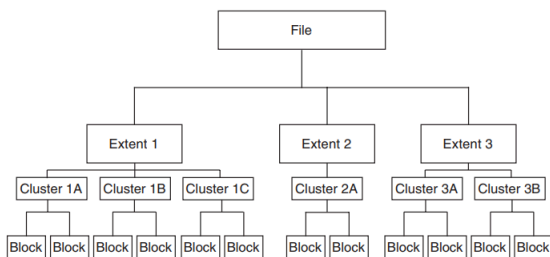 File
Extent 1 Extent 2 Extent 3
Cluster 1A Cluster 1B Cluster 1C Cluster 2A Cluster 3A Cluster 3B
Block Block Block Block Block Block Block Block Block Block Block Block